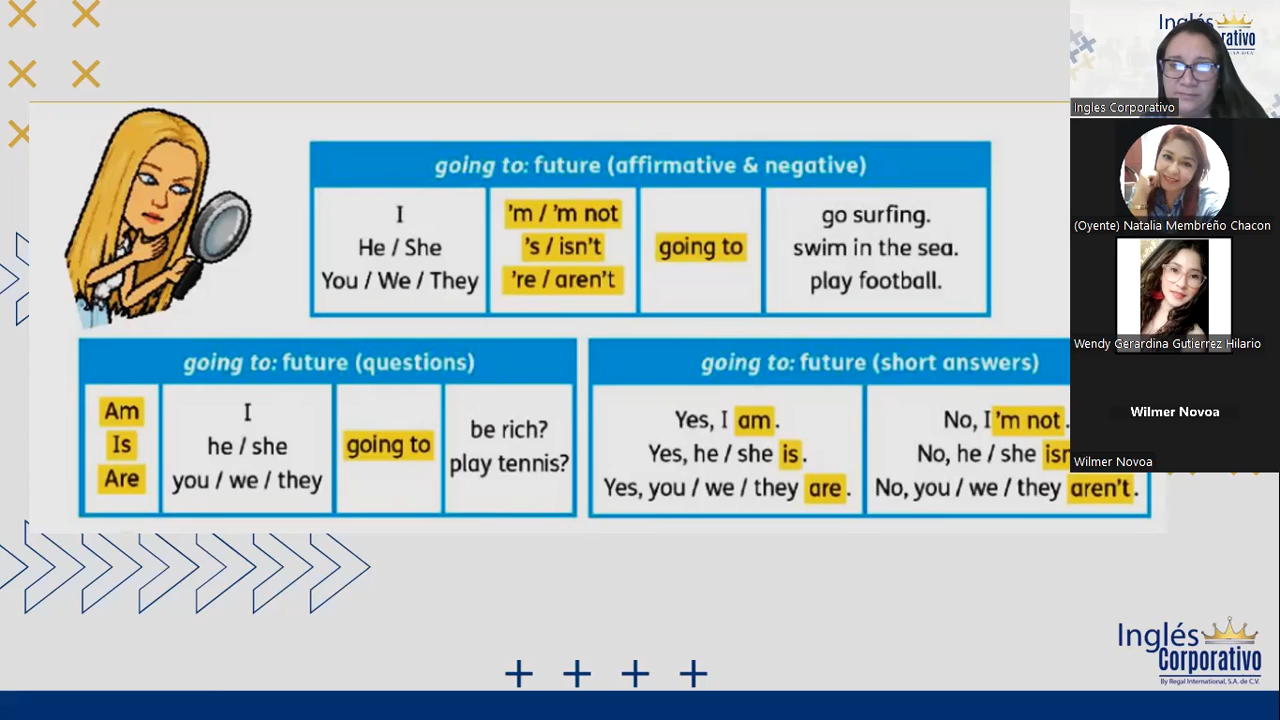 going to: future (affirmative & negative)
I
He / She
You / We / They
'm / 'm not
's / isn't
're / aren't
going to
go surfing.
swim in the sea.
play football.
going to: future (questions)
Am
Is
Are
I
he / she
you / we / they
going to
be rich?
play tennis?
going to: future (short answers)
Yes, I am.
Yes, he / she is.
Yes, you / we / they are.
No, I'm not.
No, he / she isn
No, you / we / they aren't.
Inglés
Ingles Corporativo
(Oyente) Natalia Membreño Chacon
Wendy Gerardina Gutierrez Hilario
Wilmer Novoa
Wilmer Novoa
Inglés
Corporativo
By Regal International, S.A. de C.V.